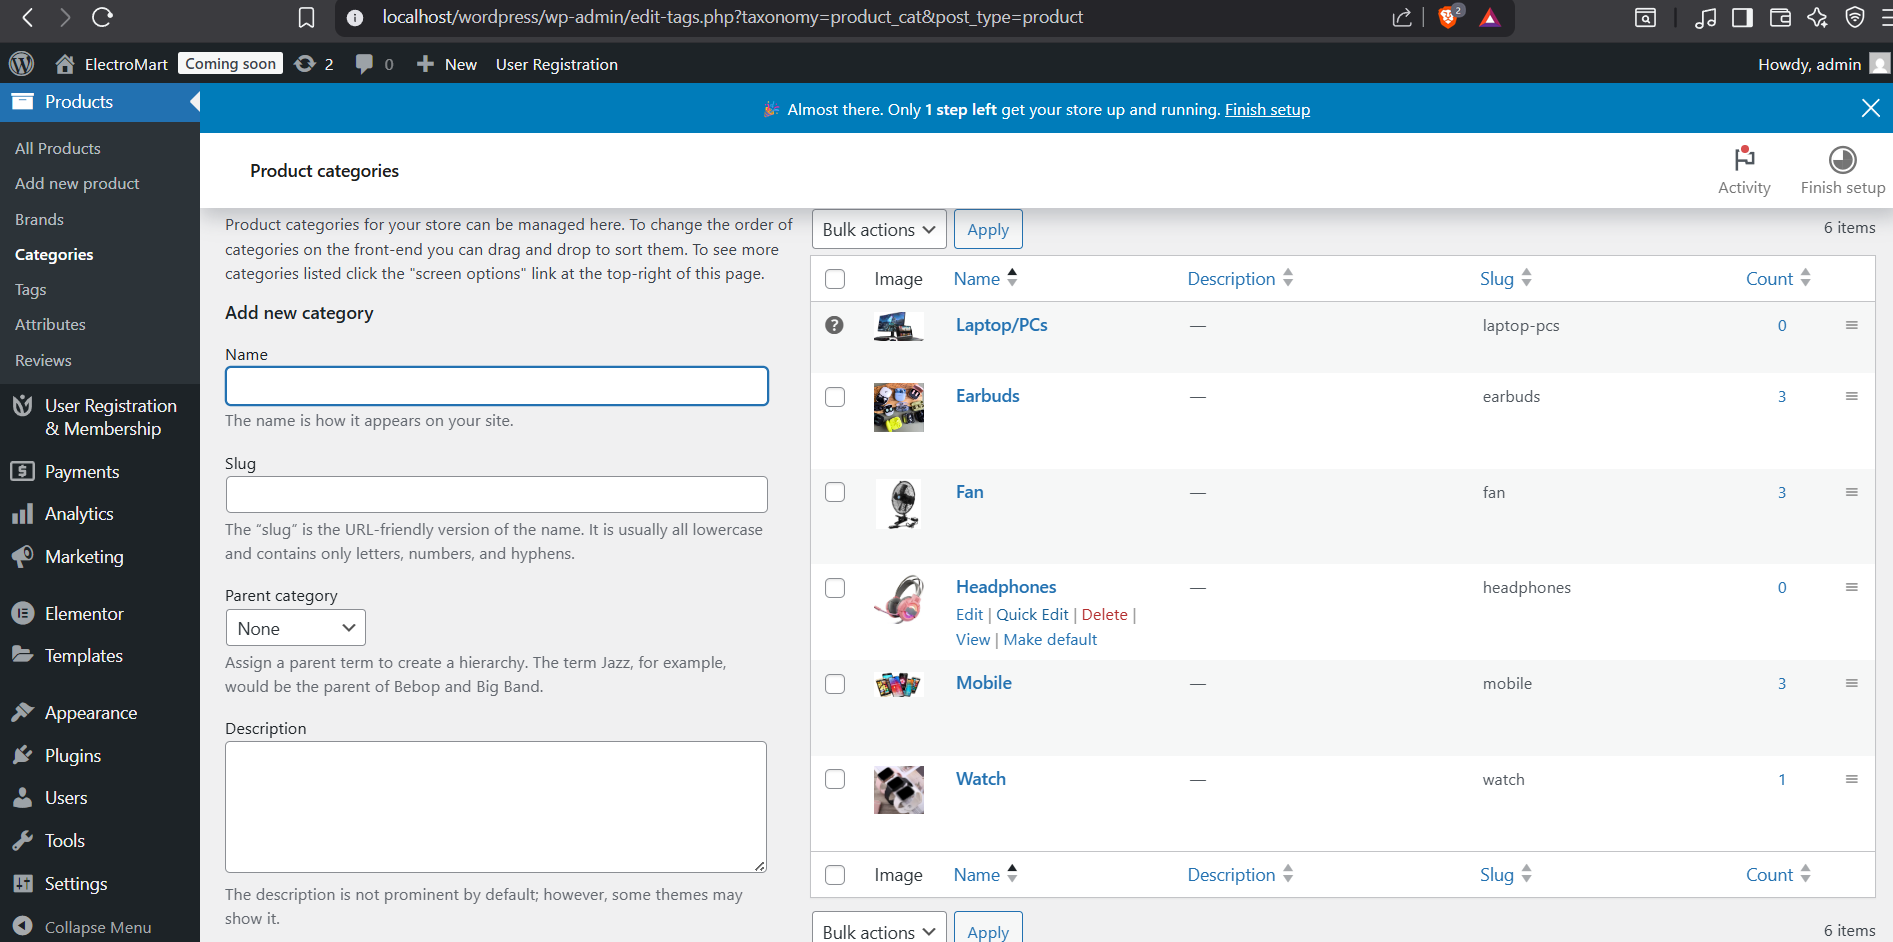 localhost/wordpress/wp-admin/edit-tags.php?taxonomy=product_cat&post_type=product
2
ElectroMart
Coming soon
2
0
New
User Registration
Howdy, admin
Products
All Products
Add new product
Brands
Categories
Tags
Attributes
Reviews
User Registration
& Membership
Payments
Analytics
Marketing
Elementor
Templates
Appearance
Plugins
Users
Tools
Settings
Collapse Menu
Almost there. Only 1 step left get your store up and running. Finish setup
Product categories
Activity
Finish setup
Product categories for your store can be managed here. To change the order of
categories on the front-end you can drag and drop to sort them. To see more
categories listed click the "screen options" link at the top-right of this page.
Add new category
Name
The name is how it appears on your site.
Slug
The “slug” is the URL-friendly version of the name. It is usually all lowercase
and contains only letters, numbers, and hyphens.
Parent category
None
Assign a parent term to create a hierarchy. The term Jazz, for example,
would be the parent of Bebop and Big Band.
Description
The description is not prominent by default; however, some themes may
show it.
Bulk actions
Apply
6 items
Image Name Description Slug Count
Laptop/PCs — laptop-pcs 0
Earbuds — earbuds 3
Fan — fan 3
Headphones — headphones 0
Edit | Quick Edit | Delete |
View | Make default
Mobile — mobile 3
Watch — watch 1
Image Name Description Slug Count
Bulk actions
Apply
6 items